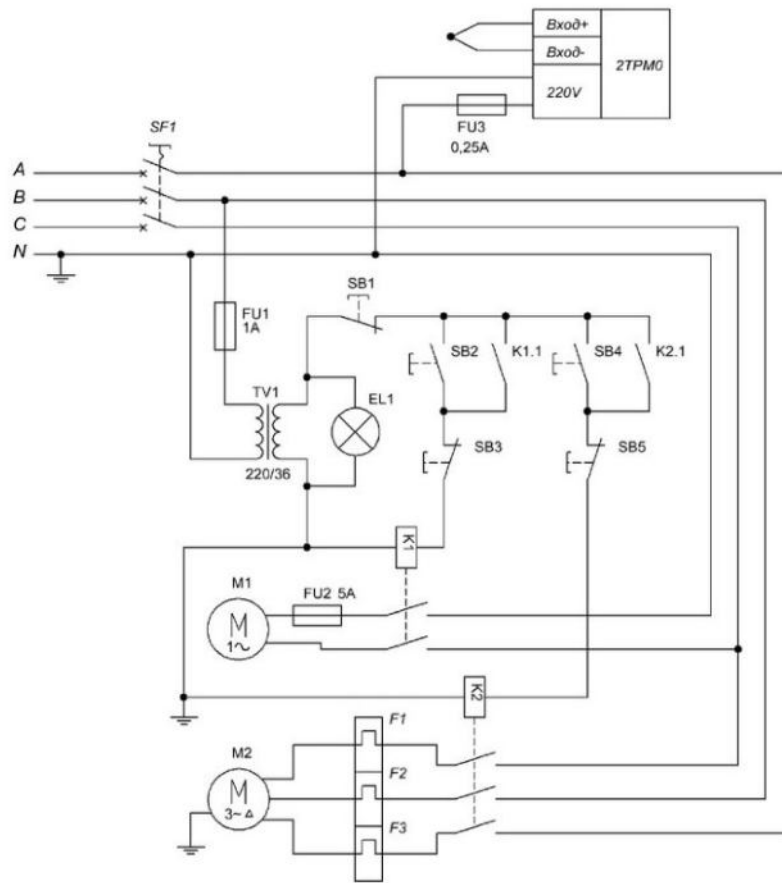 Вход+
Вход-
2ТРМ0
220V
FU3
0,25A
SF1
A
B
C
N
SB1
FU1
1A
SB2
K1.1
SB4
K2.1
TV1
EL1
SB3
SB5
220/36
K1
M1
FU2 5A
M
1~
K2
F1
M2
F2
M
3~ Δ
F3